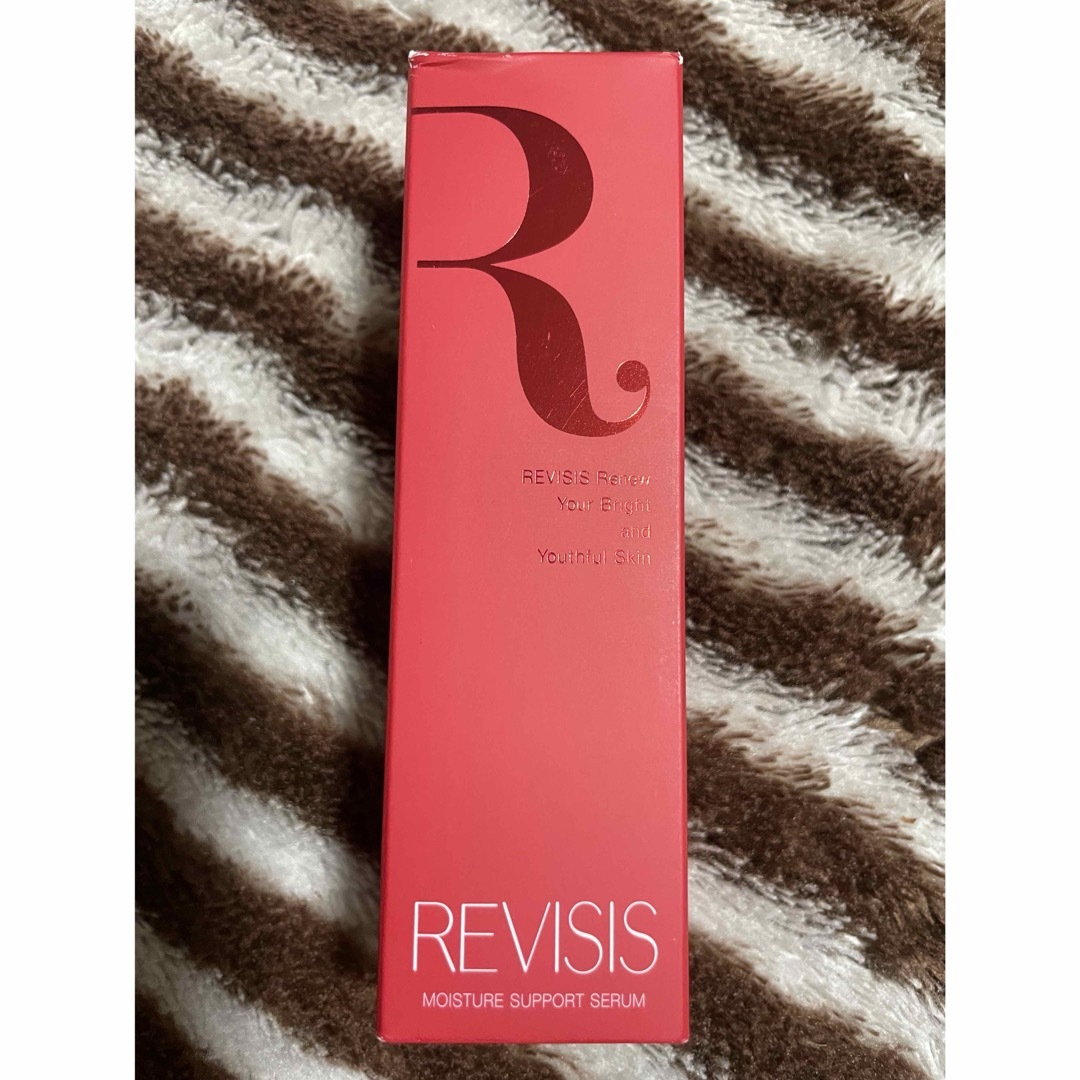 R
REVISIS Renew
Your Bright
and
Youthful Skin
REVISIS
MOISTURE SUPPORT SERUM